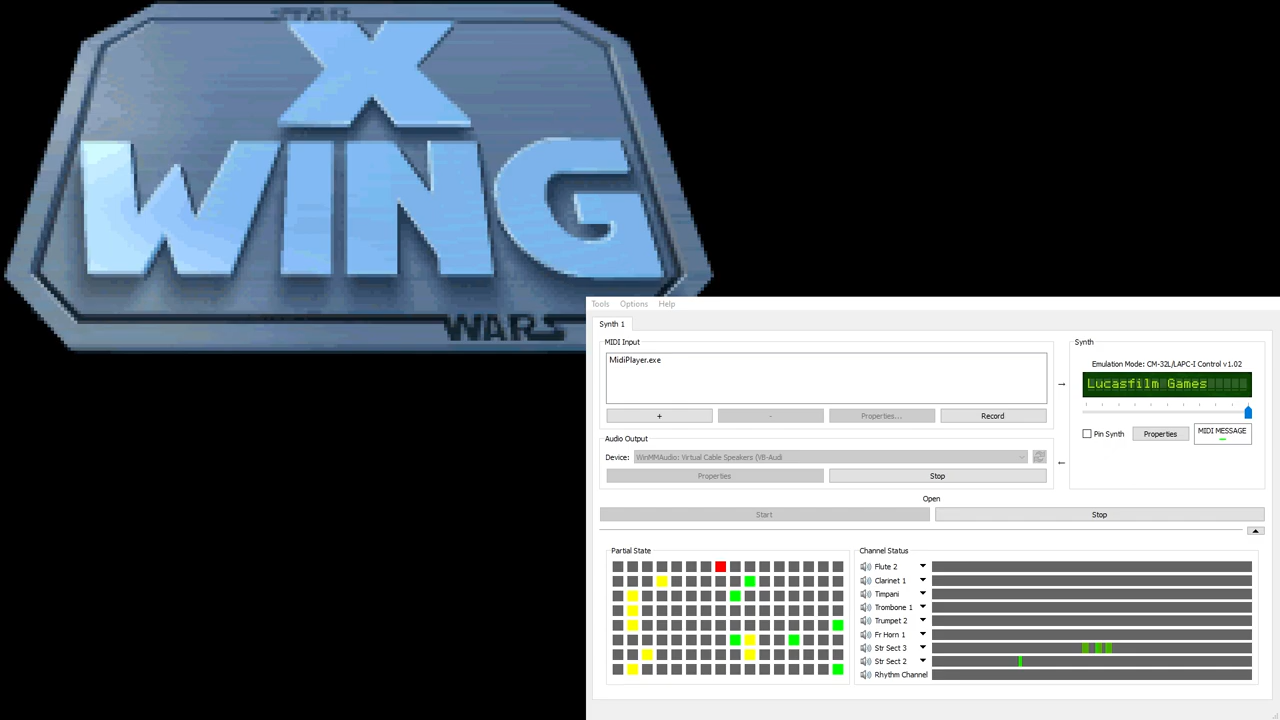 STAR
X
WING
WARS
Tools Options Help
Synth 1
MIDI Input
MidiPlayer.exe
+ - Properties... Record
Audio Output
Device: WinMMAudio: Virtual Cable Speakers (VB-Audi
Properties Stop
Synth
Emulation Mode: CM-32L/LAPC-I Control v1.02
Lucasfilm Games
Pin Synth Properties MIDI MESSAGE
Open
Start Stop
Partial State
Channel Status
Flute 2
Clarinet 1
Timpani
Trombone 1
Trumpet 2
Fr Horn 1
Str Sect 3
Str Sect 2
Rhythm Channel